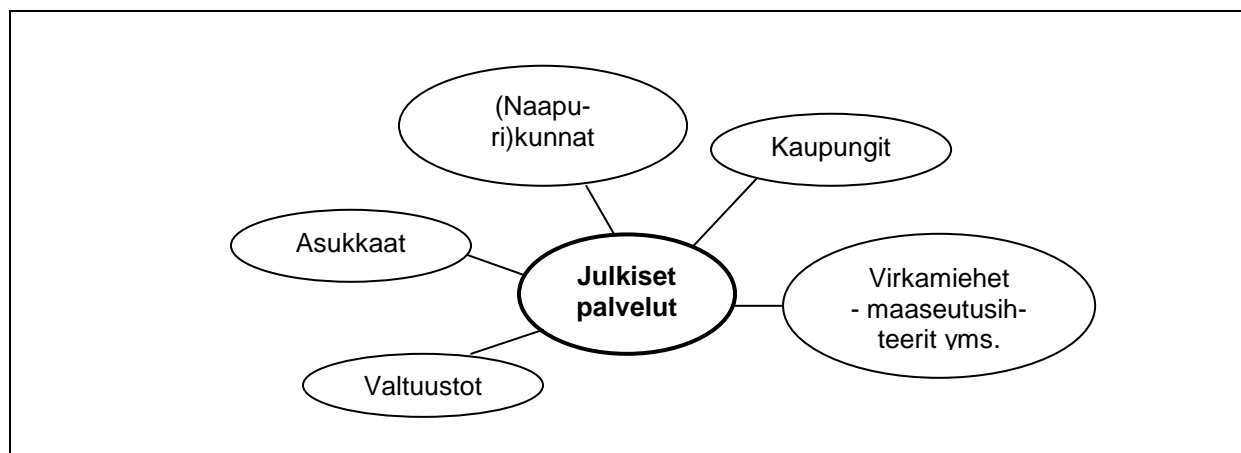 (Naapu-
ri)kunnat
Kaupungit
Asukkaat
Julkiset
palvelut
Virkamiehet
- maaseutusih-
teerit yms.
Valtuustot